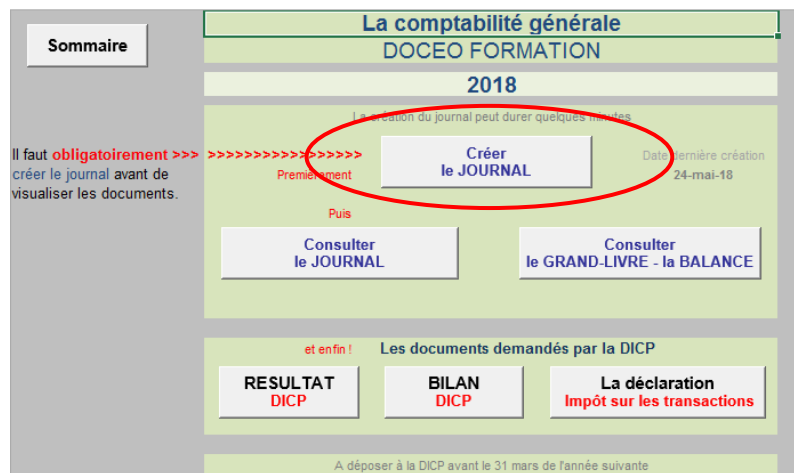 La comptabilité générale
Sommaire
DOCEO FORMATION
2018
La création du journal peut durer quelques minutes
Il faut obligatoirement >>> >>>>>>>>>>>>>>>>>
créer le journal avant de
visualiser les documents.
Premièrement
Créer
le JOURNAL
Date dernière création
24-mai-18
Puis
Consulter
le JOURNAL
Consulter
le GRAND-LIVRE - la BALANCE
et enfin ! Les documents demandés par la DICP
RESULTAT
DICP
BILAN
DICP
La déclaration
Impôt sur les transactions
A déposer à la DICP avant le 31 mars de l'année suivante